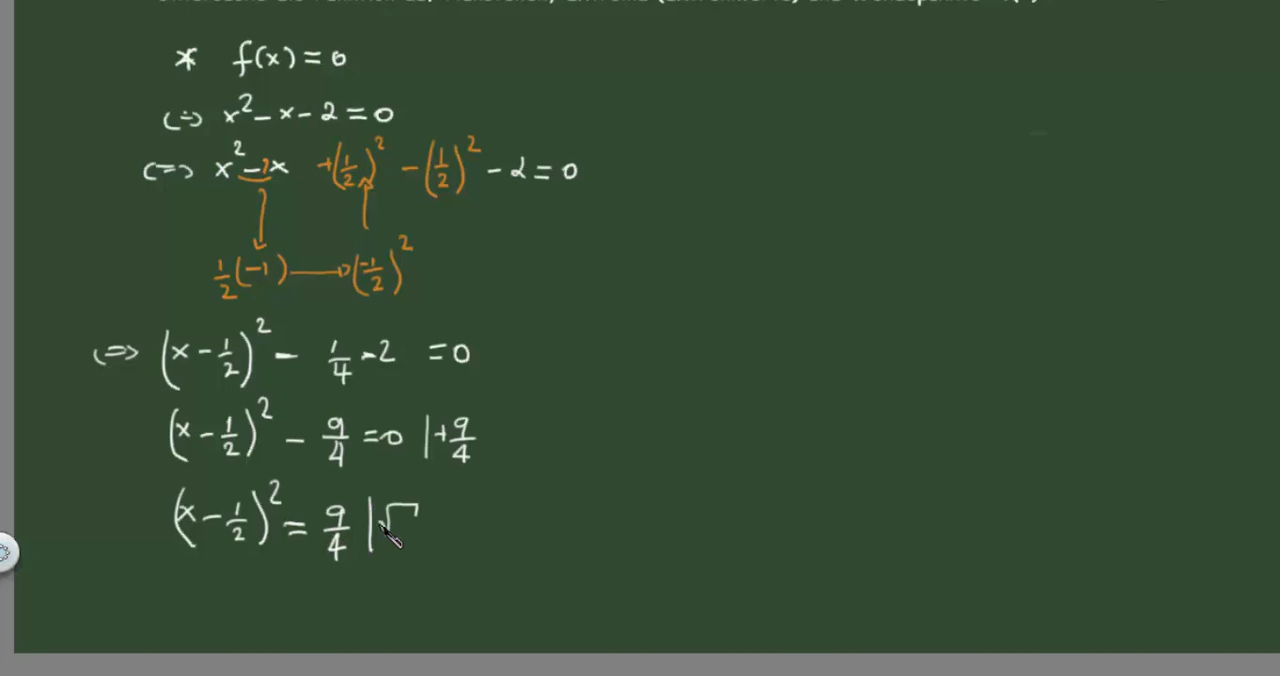 * f(x) = 0
<=> x² - x - 2 = 0
<=> x² - 1x + (1/2)² - (1/2)² - 2 = 0
1/2 (-1) → (-1/2)²
<=> (x - 1/2)² - 1/4 - 2 = 0
(x - 1/2)² - 9/4 = 0 | + 9/4
(x - 1/2)² = 9/4 | √